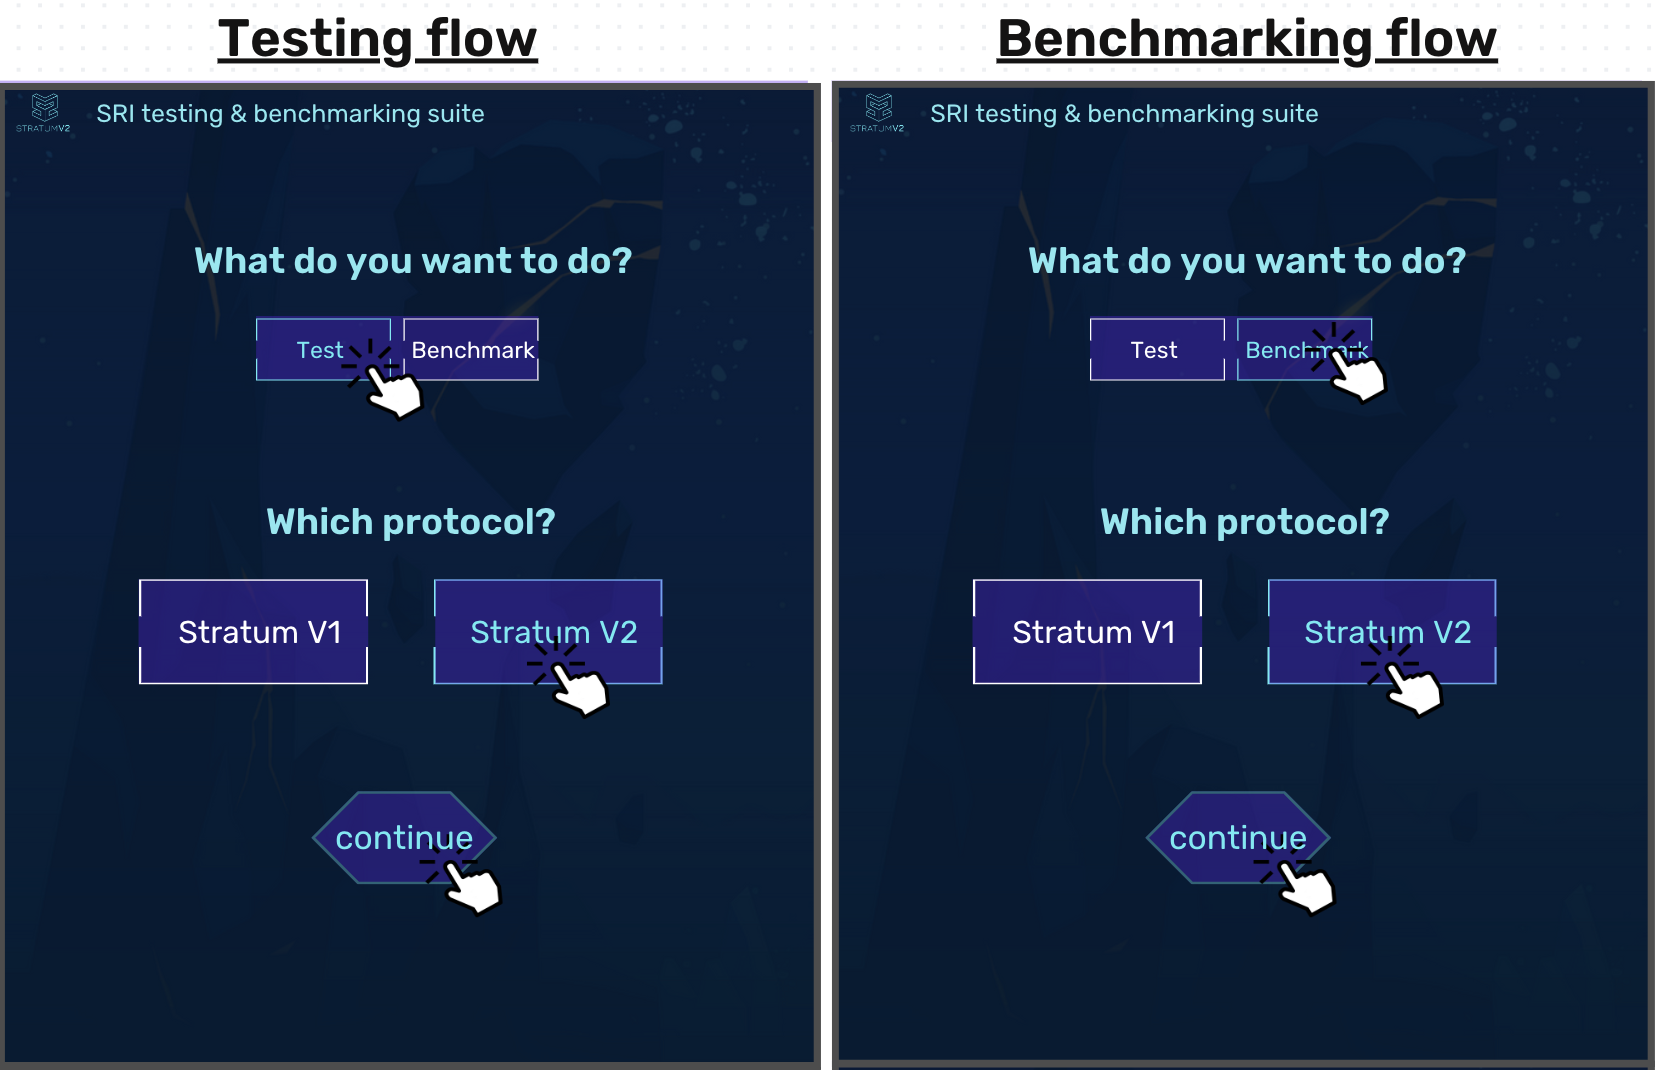 Testing flow
STRATUMV2
SRI testing & benchmarking suite
What do you want to do?
Test
Benchmark
Which protocol?
Stratum V1
Stratum V2
continue
Benchmarking flow
STRATUMV2
SRI testing & benchmarking suite
What do you want to do?
Test
Benchmark
Which protocol?
Stratum V1
Stratum V2
continue